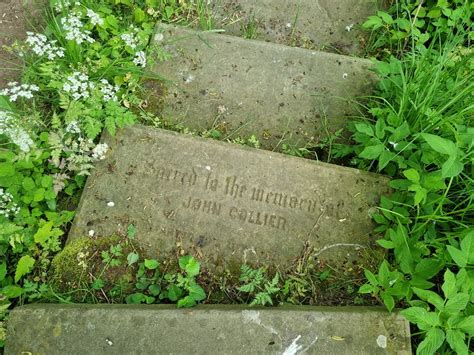 Sacred to the memory of
JOHN COLLIER